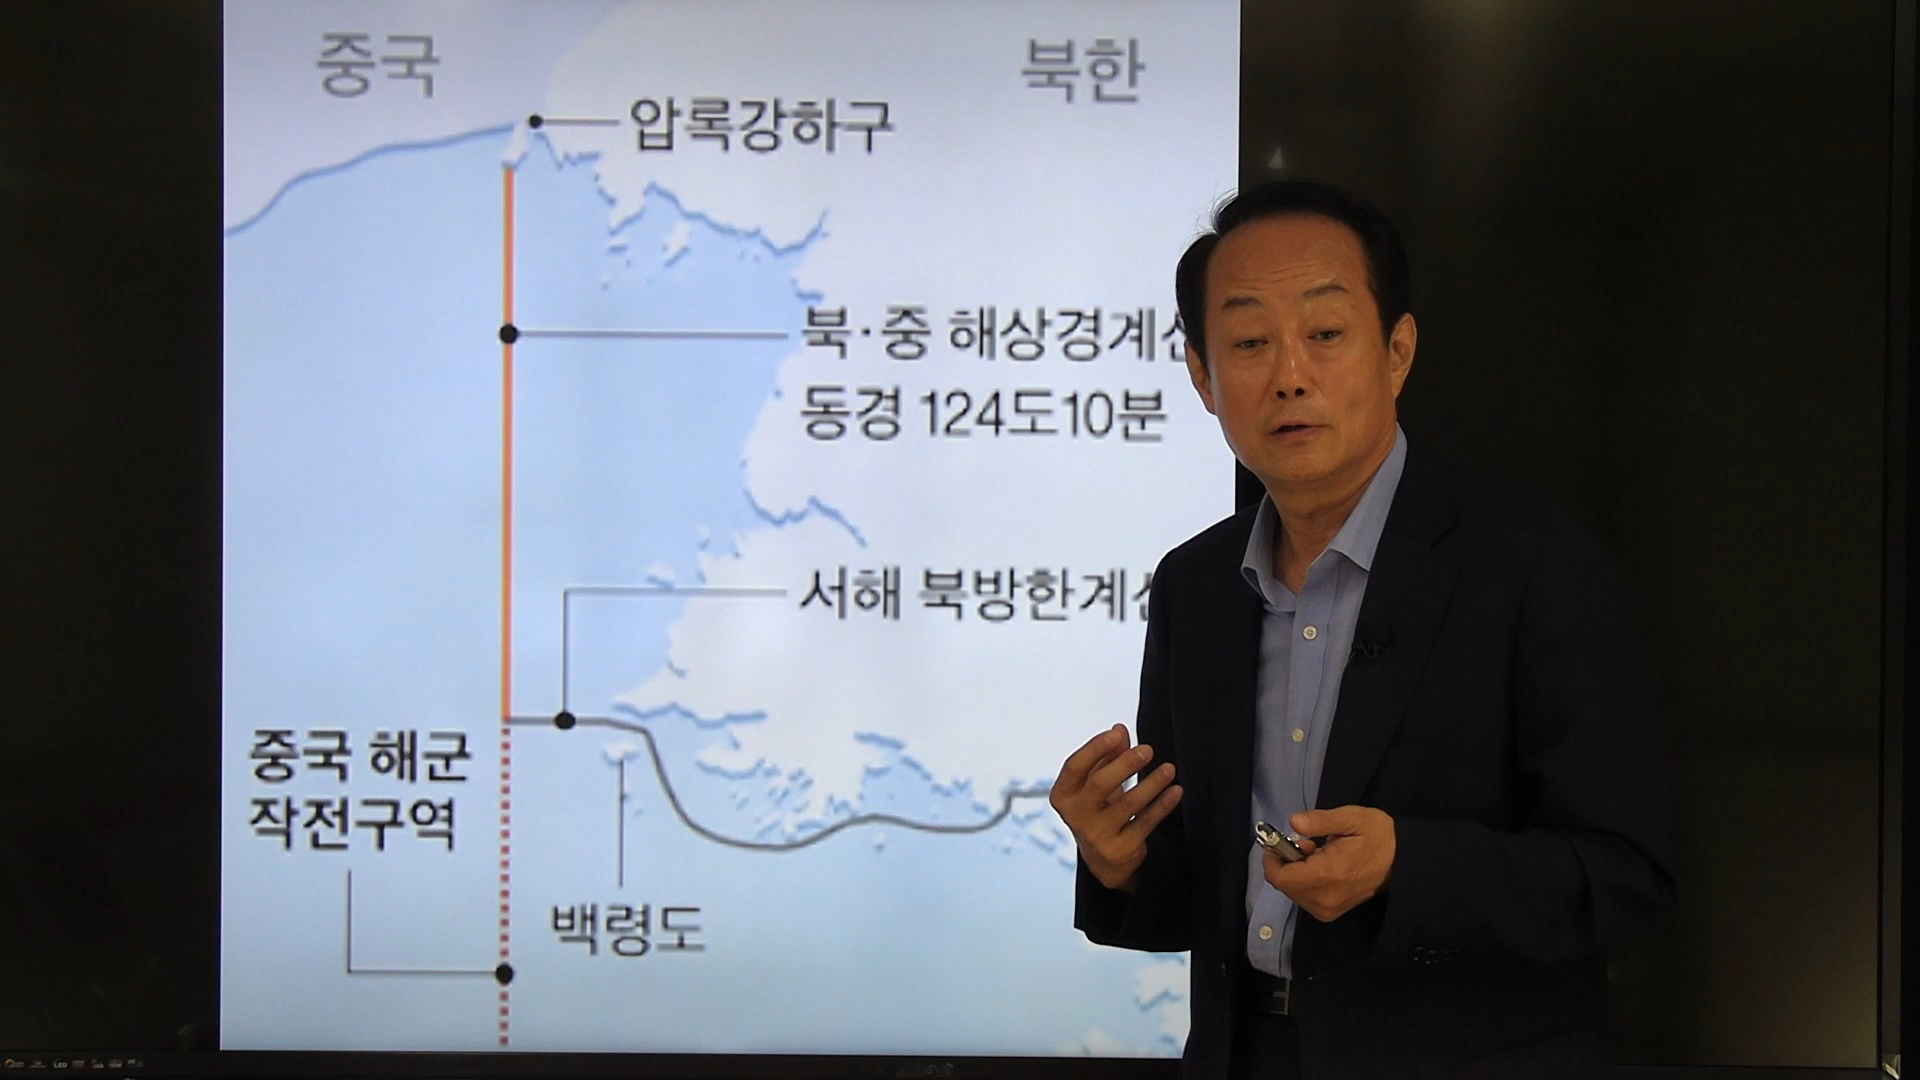 중국
북한
압록강하구
북·중 해상경계
동경 124도10분
서해 북방한계
중국 해군
작전구역
백령도